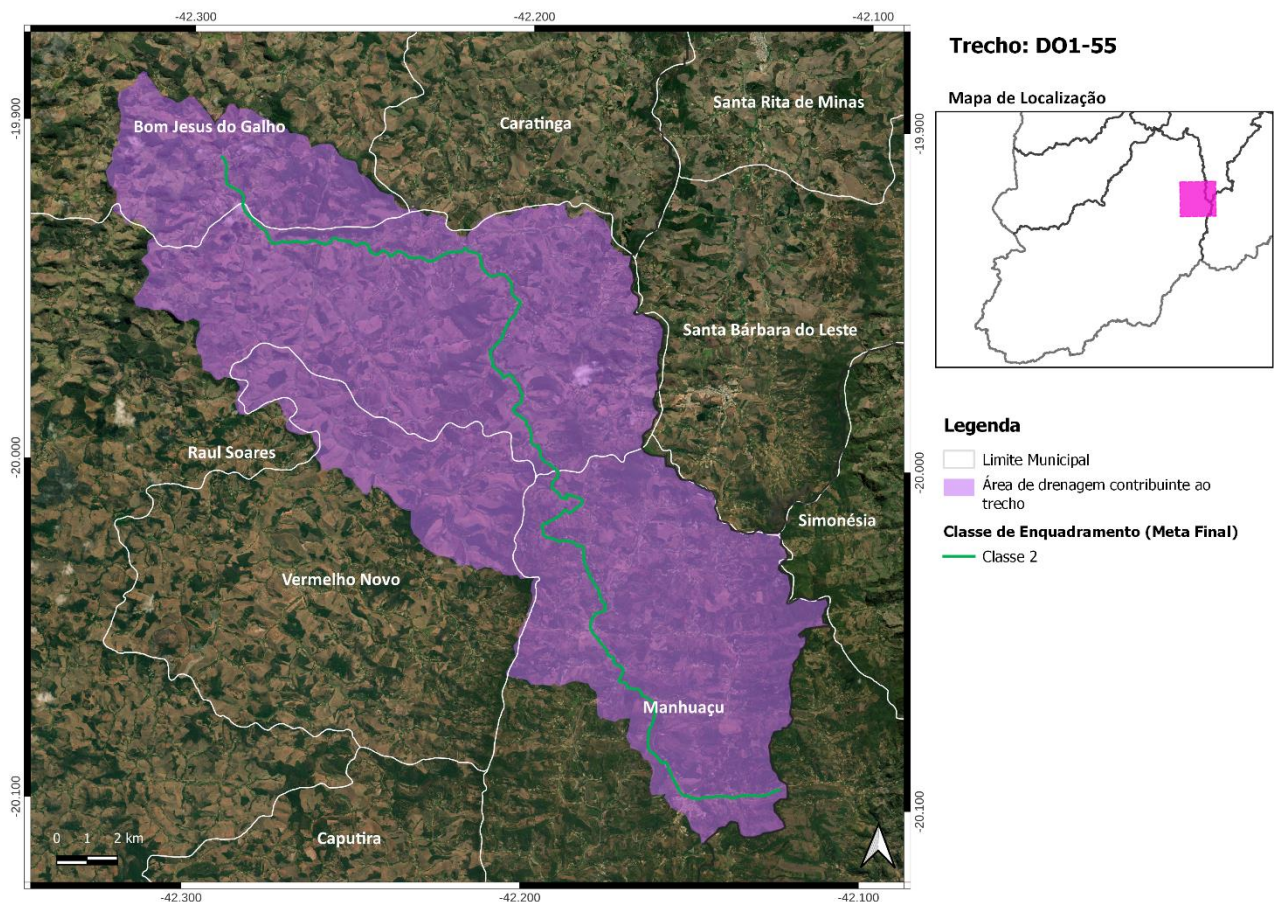 -42.300
-42.200
-42.100
Trecho: DO1-55
Mapa de Localização
-19.900
-19.900
Santa Rita de Minas
Bom Jesus do Galho
Caratinga
Santa Bárbara do Leste
Legenda
Limite Municipal
Área de drenagem contribuinte ao
trecho
Classe de Enquadramento (Meta Final)
Classe 2
-20.000
-20.000
Raul Soares
Simonésia
Vermelho Novo
Manhuaçu
-20.100
-20.100
Caputira
0 1 2 km
-42.300
-42.200
-42.100